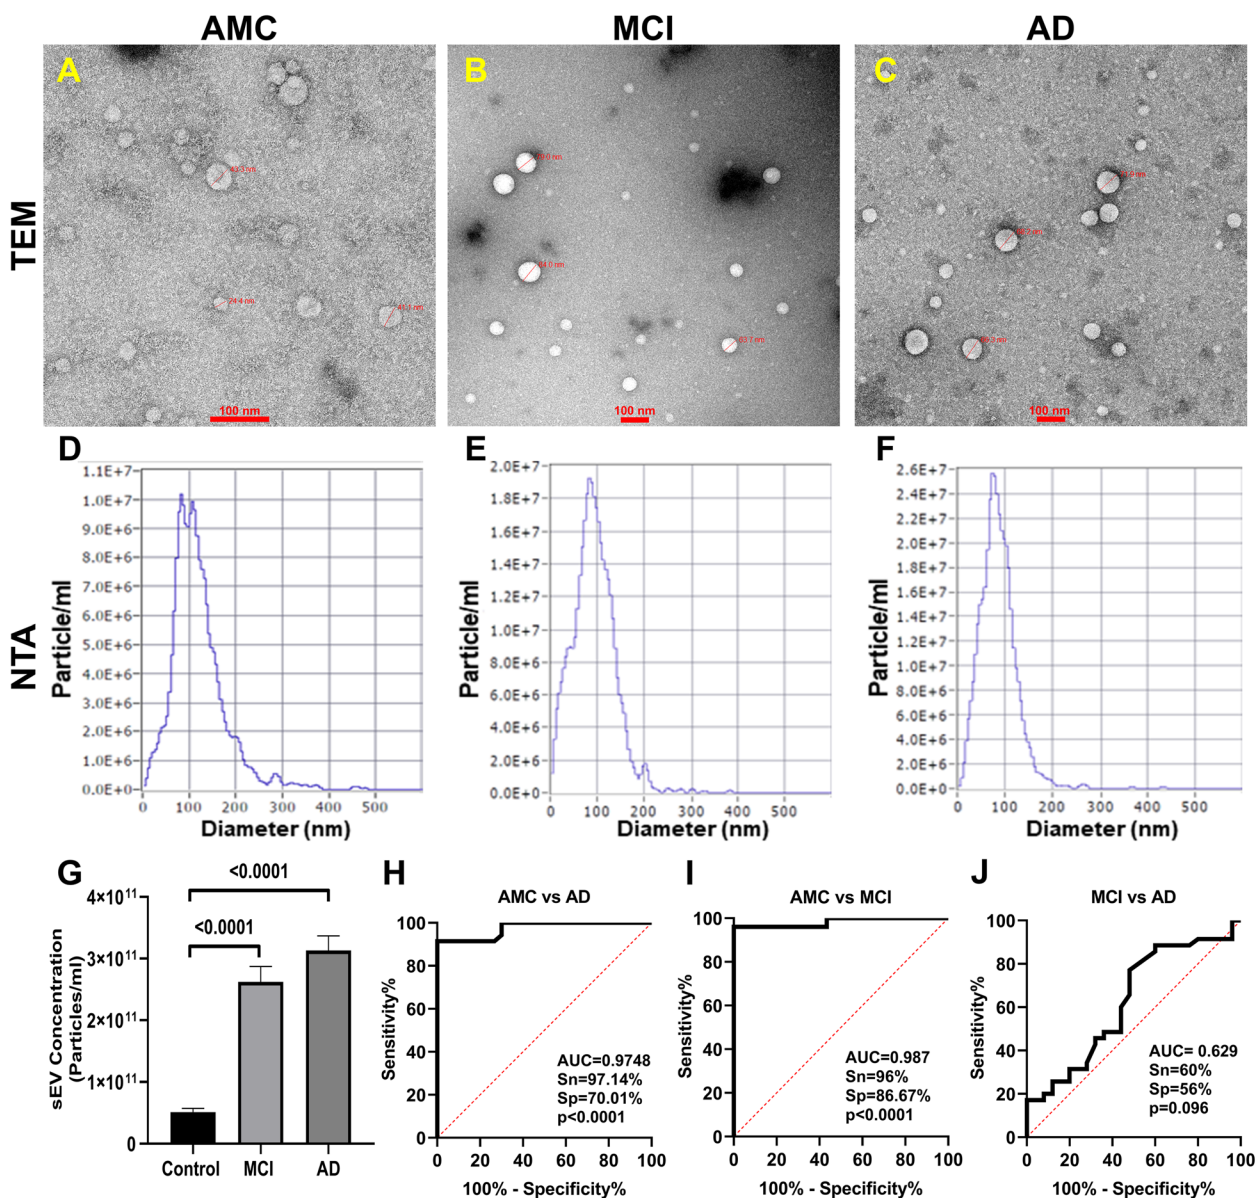 AMC
MCI
AD
TEM
A
B
C
24.4 nm
100 nm
100 nm
100 nm
D
E
F
NTA
Particle/ml
1.1E+7
1.0E+7
9.0E+6
8.0E+6
7.0E+6
6.0E+6
5.0E+6
4.0E+6
3.0E+6
2.0E+6
1.0E+6
0.0E+0
0 100 200 300 400 500
Diameter (nm)
Particle/ml
2.0E+7
1.8E+7
1.6E+7
1.4E+7
1.2E+7
1.0E+7
8.0E+6
6.0E+6
4.0E+6
2.0E+6
0.0E+0
0 100 200 300 400 500
Diameter (nm)
Particle/ml
2.6E+7
2.4E+7
2.2E+7
2.0E+7
1.8E+7
1.6E+7
1.4E+7
1.2E+7
1.0E+7
8.0E+6
6.0E+6
4.0E+6
2.0E+6
0.0E+0
0 100 200 300 400 500
Diameter (nm)
G
sEV Concentration
(Particles/ml)
4×10¹¹
3×10¹¹
2×10¹¹
1×10¹¹
0
<0.0001
<0.0001
Control MCI AD
H
AMC vs AD
Sensitivity%
100
80
60
40
20
0
AUC=0.9748
Sn=97.14%
Sp=70.01%
p<0.0001
0 20 40 60 80 100
100% - Specificity%
I
AMC vs MCI
Sensitivity%
100
80
60
40
20
0
AUC=0.987
Sn=96%
Sp=86.67%
p<0.0001
0 20 40 60 80 100
100% - Specificity%
J
MCI vs AD
Sensitivity%
100
80
60
40
20
0
AUC= 0.629
Sn=60%
Sp=56%
p=0.096
0 20 40 60 80 100
100% - Specificity%